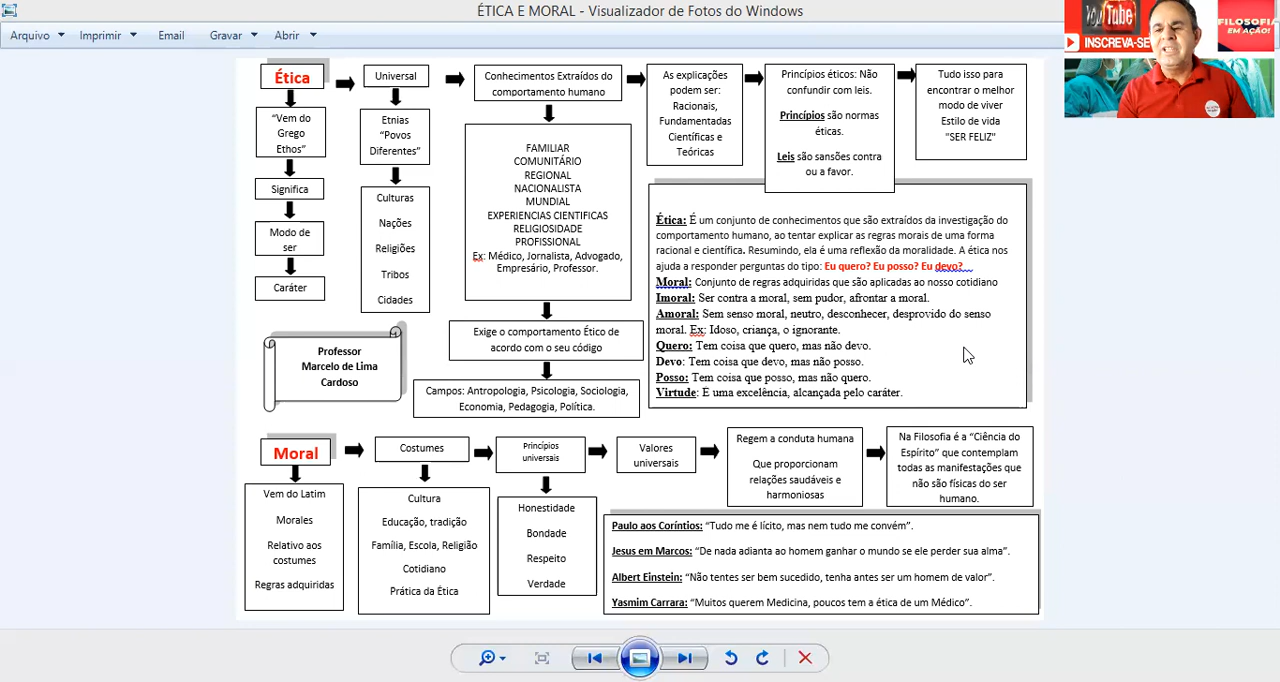 ÉTICA E MORAL - Visualizador de Fotos do Windows
Arquivo
Imprimir
Email
Gravar
Abrir
YouTube
INSCREVA-SE
FILOSOFIA
EM AÇÃO!
Ética
"Vem do
Grego
Ethos"
Significa
Modo de
ser
Caráter
Universal
Etnias
"Povos
Diferentes"
Culturas
Nações
Religiões
Tribos
Cidades
Conhecimentos Extraídos do
comportamento humano
FAMILIAR
COMUNITÁRIO
REGIONAL
NACIONALISTA
MUNDIAL
EXPERIENCIAS CIENTIFICAS
RELIGIOSIDADE
PROFISSIONAL
Ex: Médico, Jornalista, Advogado,
Empresário, Professor.
Exige o comportamento Ético de
acordo com o seu código
Campos: Antropologia, Psicologia, Sociologia,
Economia, Pedagogia, Política.
As explicações
podem ser:
Racionais,
Fundamentadas
Científicas e
Teóricas
Princípios éticos: Não
confundir com leis.
Princípios são normas
éticas.
Leis são sansões contra
ou a favor.
Tudo isso para
encontrar o melhor
modo de viver
Estilo de vida
"SER FELIZ"
Ética: É um conjunto de conhecimentos que são extraídos da investigação do
comportamento humano, ao tentar explicar as regras morais de uma forma
racional e científica. Resumindo, ela é uma reflexão da moralidade. A ética nos
ajuda a responder perguntas do tipo: Eu quero? Eu posso? Eu devo?
Moral: Conjunto de regras adquiridas que são aplicadas ao nosso cotidiano
Imoral: Ser contra a moral, sem pudor, afrontar a moral.
Amoral: Sem senso moral, neutro, desconhecer, desprovido do senso
moral. Ex: Idoso, criança, o ignorante.
Quero: Tem coisa que quero, mas não devo.
Devo: Tem coisa que devo, mas não posso.
Posso: Tem coisa que posso, mas não quero.
Virtude: É uma excelência, alcançada pelo caráter.
Professor
Marcelo de Lima
Cardoso
Moral
Vem do Latim
Morales
Relativo aos
costumes
Regras adquiridas
Costumes
Cultura
Educação, tradição
Família, Escola, Religião
Cotidiano
Prática da Ética
Princípios
universais
Honestidade
Bondade
Respeito
Verdade
Valores
universais
Regem a conduta humana
Que proporcionam
relações saudáveis e
harmoniosas
Na Filosofia é a "Ciência do
Espírito" que contemplam
todas as manifestações que
não são físicas do ser
humano.
Paulo aos Coríntios: "Tudo me é lícito, mas nem tudo me convém".
Jesus em Marcos: "De nada adianta ao homem ganhar o mundo se ele perder sua alma".
Albert Einstein: "Não tentes ser bem sucedido, tenha antes ser um homem de valor".
Yasmim Carrara: "Muitos querem Medicina, poucos tem a ética de um Médico".